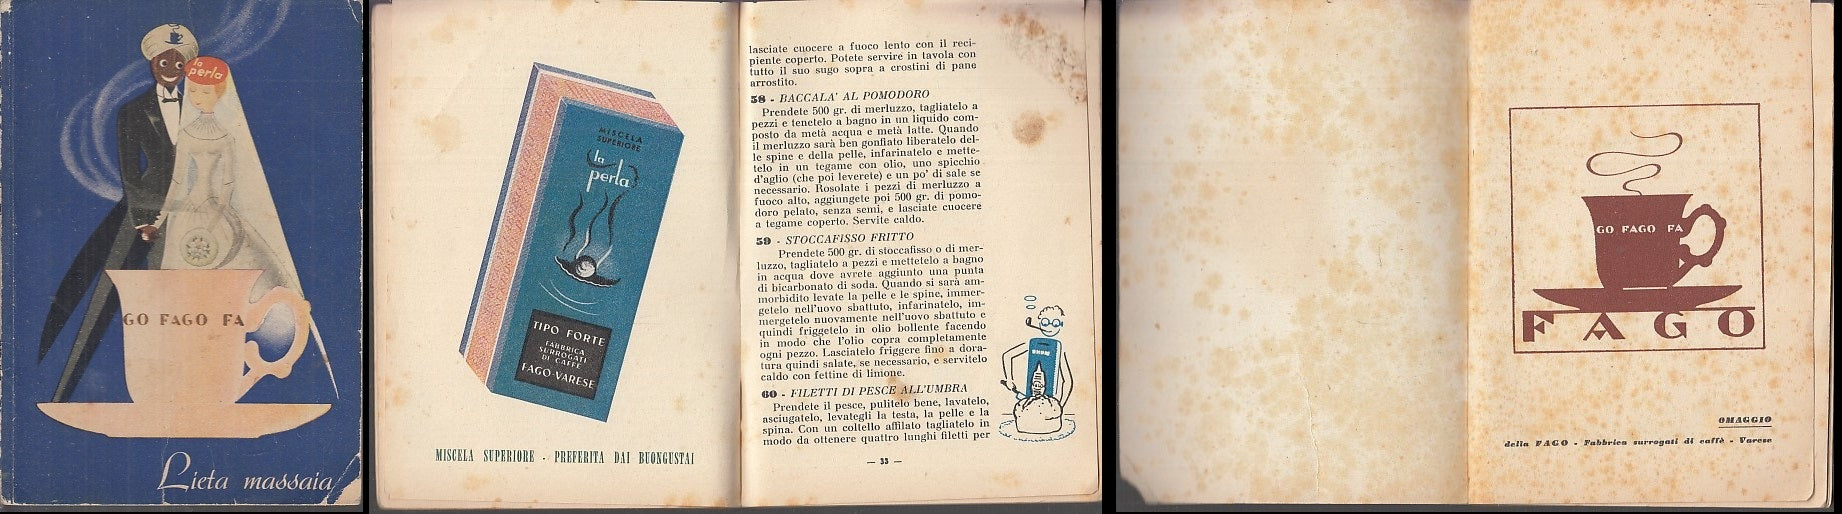 la
perla
GO FAGO FA
Lieta massaia
MISCELA
SUPERIORE
la
perla
TIPO FORTE
FABBRICA
SURROGATI
DI CAFFÈ
FAGO-VARESE
MISCELA SUPERIORE - PREFERITA DAI BUONGUSTAI
lasciate cuocere a fuoco lento con il reci-
piente coperto. Potete servire in tavola con
tutto il suo sugo sopra a crostini di pane
arrostito.
58 - BACCALA' AL POMODORO
Prendete 500 gr. di merluzzo, tagliatelo a
pezzi e tenetelo a bagno in un liquido com-
posto da metà acqua e metà latte. Quando
il merluzzo sarà ben gonfiato liberatelo del-
le spine e della pelle, infarinatelo e mette-
telo in un tegame con olio, uno spicchio
d'aglio (che poi leverete) e un po' di sale se
necessario. Rosolate i pezzi di merluzzo a
fuoco alto, aggiungete poi 500 gr. di pomo-
doro pelato, senza semi, e lasciate cuocere
a tegame coperto. Servite caldo.
59 - STOCCAFISSO FRITTO
Prendete 500 gr. di stoccafisso o di mer-
luzzo, tagliatelo a pezzi e mettetelo a bagno
in acqua dove avrete aggiunto una punta
di bicarbonato di soda. Quando si sarà am-
morbidito levate la pelle e le spine, immer-
getelo nell'uovo sbattuto, infarinatelo, im-
mergetelo nuovamente nell'uovo sbattuto e
quindi friggetelo in olio bollente facendo
in modo che l'olio copra completamente
ogni pezzo. Lasciatelo friggere fino a dora-
tura quindi salate, se necessario, e servitelo
caldo con fettine di limone.
60 - FILETTI DI PESCE ALL'UMBRA
Prendete il pesce, pulitelo bene, lavatelo,
asciugatelo, levategli la testa, la pelle e la
spina. Con un coltello affilato tagliatelo in
modo da ottenere quattro lunghi filetti per
— 33 —
GO FAGO FA
FAGO
OMAGGIO
della FAGO - Fabbrica surrogati di caffè - Varese